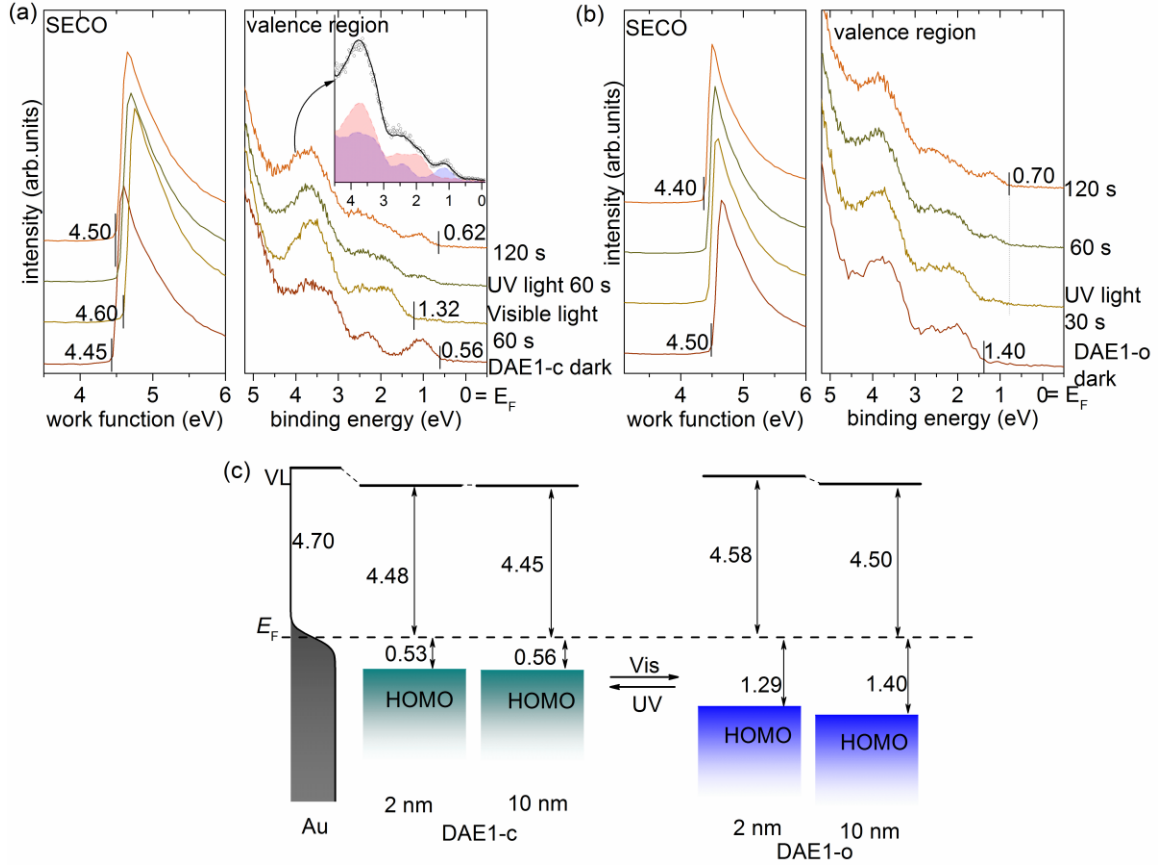 (a)
SECO
valence region
intensity (arb.units)
4.50
4.60
4.45
4 5 6
work function (eV)
4 3 2 1 0
0.62
120 s
UV light 60 s
1.32
Visible light
60 s
0.56
DAE1-c dark
5 4 3 2 1 0 = E_F
binding energy (eV)
(b)
SECO
valence region
intensity (arb.units)
4.40
4.50
4 5 6
work function (eV)
0.70
120 s
60 s
UV light
30 s
1.40
DAE1-o
dark
5 4 3 2 1 0 = E_F
binding energy (eV)
(c)
VL
4.70
4.48
4.45
4.58
4.50
E_F
0.53
0.56
Vis
UV
1.29
1.40
HOMO
HOMO
HOMO
HOMO
2 nm
10 nm
2 nm
10 nm
Au
DAE1-c
DAE1-o